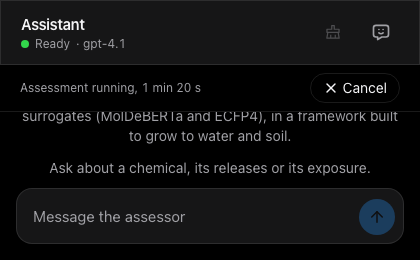 Assistant
Ready · gpt-4.1
Assessment running, 1 min 20 s
Cancel
surrogates (MolDeBERTa and ECFP4), in a framework built
to grow to water and soil.
Ask about a chemical, its releases or its exposure.
Message the assessor